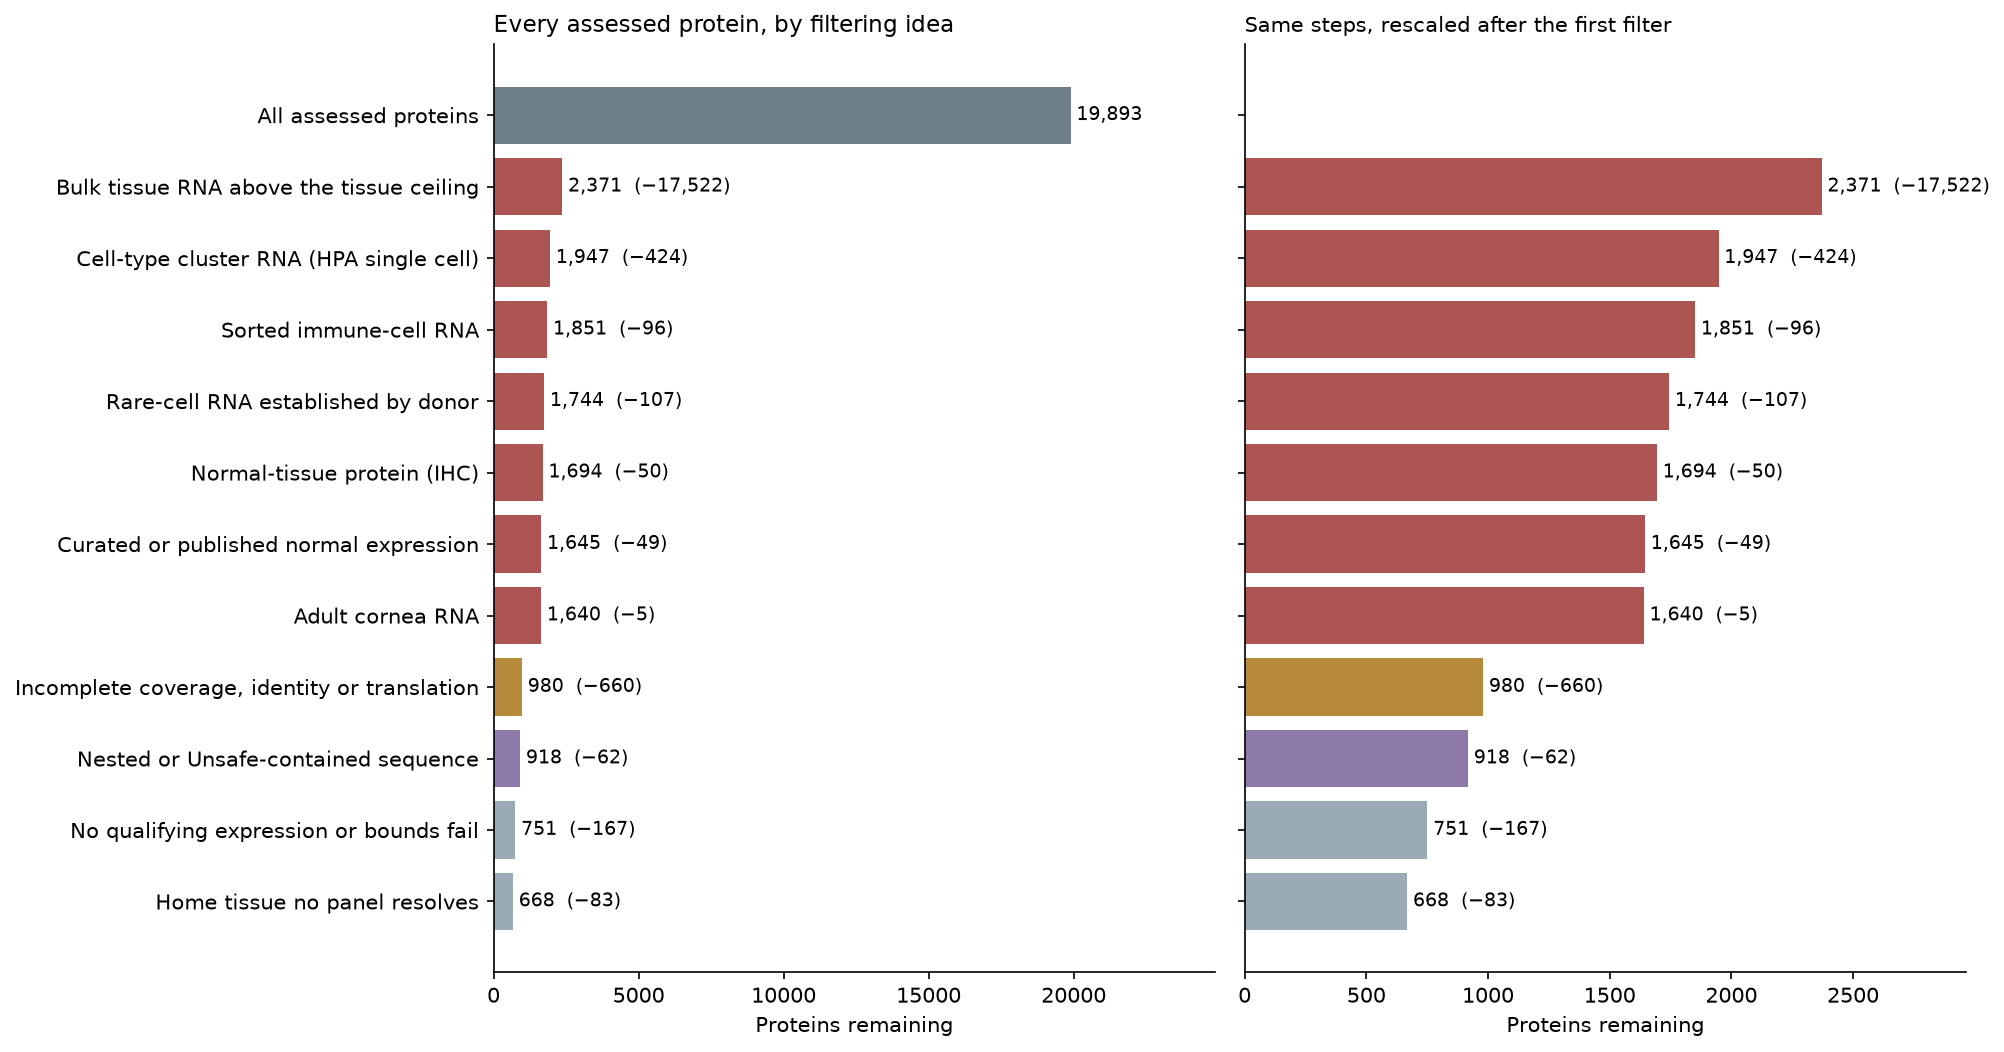 Every assessed protein, by filtering idea
Same steps, rescaled after the first filter
All assessed proteins
19,893
Bulk tissue RNA above the tissue ceiling
2,371 (−17,522)
2,371 (−17,522)
Cell-type cluster RNA (HPA single cell)
1,947 (−424)
1,947 (−424)
Sorted immune-cell RNA
1,851 (−96)
1,851 (−96)
Rare-cell RNA established by donor
1,744 (−107)
1,744 (−107)
Normal-tissue protein (IHC)
1,694 (−50)
1,694 (−50)
Curated or published normal expression
1,645 (−49)
1,645 (−49)
Adult cornea RNA
1,640 (−5)
1,640 (−5)
Incomplete coverage, identity or translation
980 (−660)
980 (−660)
Nested or Unsafe-contained sequence
918 (−62)
918 (−62)
No qualifying expression or bounds fail
751 (−167)
751 (−167)
Home tissue no panel resolves
668 (−83)
668 (−83)
0 5000 10000 15000 20000
0 500 1000 1500 2000 2500
Proteins remaining
Proteins remaining